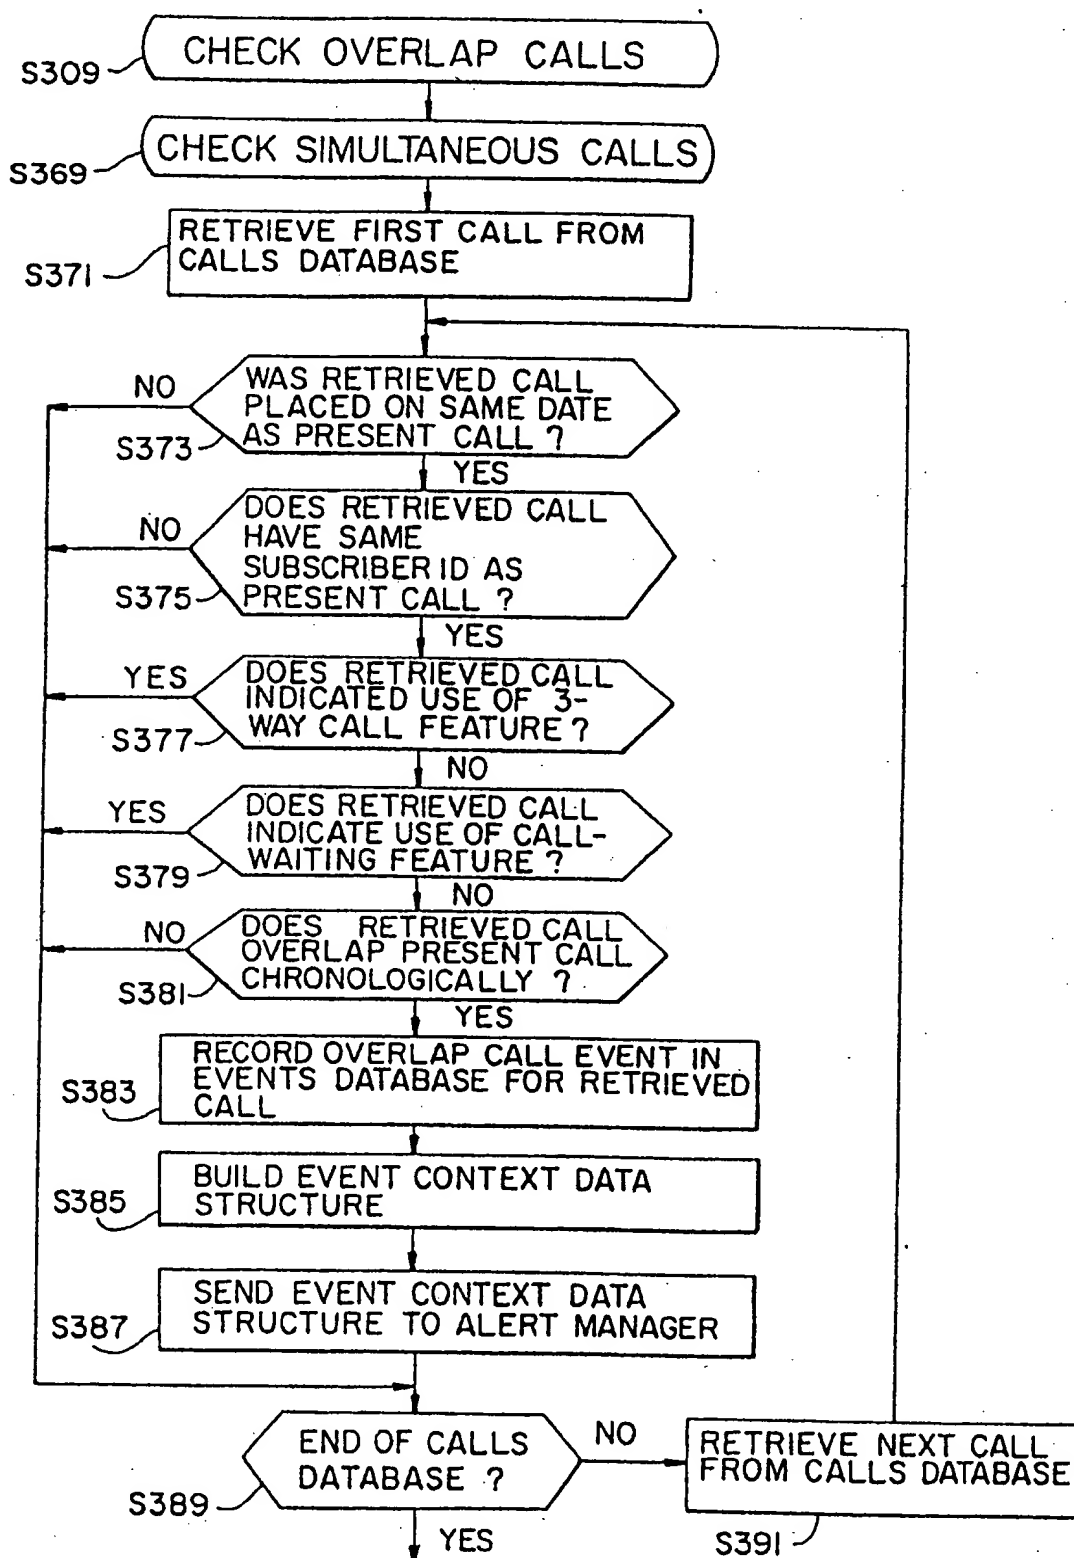 CHECK OVERLAP CALLS
S309
CHECK SIMULTANEOUS CALLS
S369
RETRIEVE FIRST CALL FROM
CALLS DATABASE
S371
WAS RETRIEVED CALL
PLACED ON SAME DATE
AS PRESENT CALL ?
NO
S373
YES
DOES RETRIEVED CALL
HAVE SAME
SUBSCRIBER ID AS
PRESENT CALL ?
NO
S375
YES
DOES RETRIEVED CALL
INDICATED USE OF 3-
WAY CALL FEATURE ?
YES
S377
NO
DOES RETRIEVED CALL
INDICATE USE OF CALL-
WAITING FEATURE ?
YES
S379
NO
DOES RETRIEVED CALL
OVERLAP PRESENT CALL
CHRONOLOGICALLY ?
NO
S381
YES
RECORD OVERLAP CALL EVENT IN
EVENTS DATABASE FOR RETRIEVED
CALL
S383
BUILD EVENT CONTEXT DATA
STRUCTURE
S385
SEND EVENT CONTEXT DATA
STRUCTURE TO ALERT MANAGER
S387
END OF CALLS
DATABASE ?
S389
NO
YES
RETRIEVE NEXT CALL
FROM CALLS DATABASE
S391